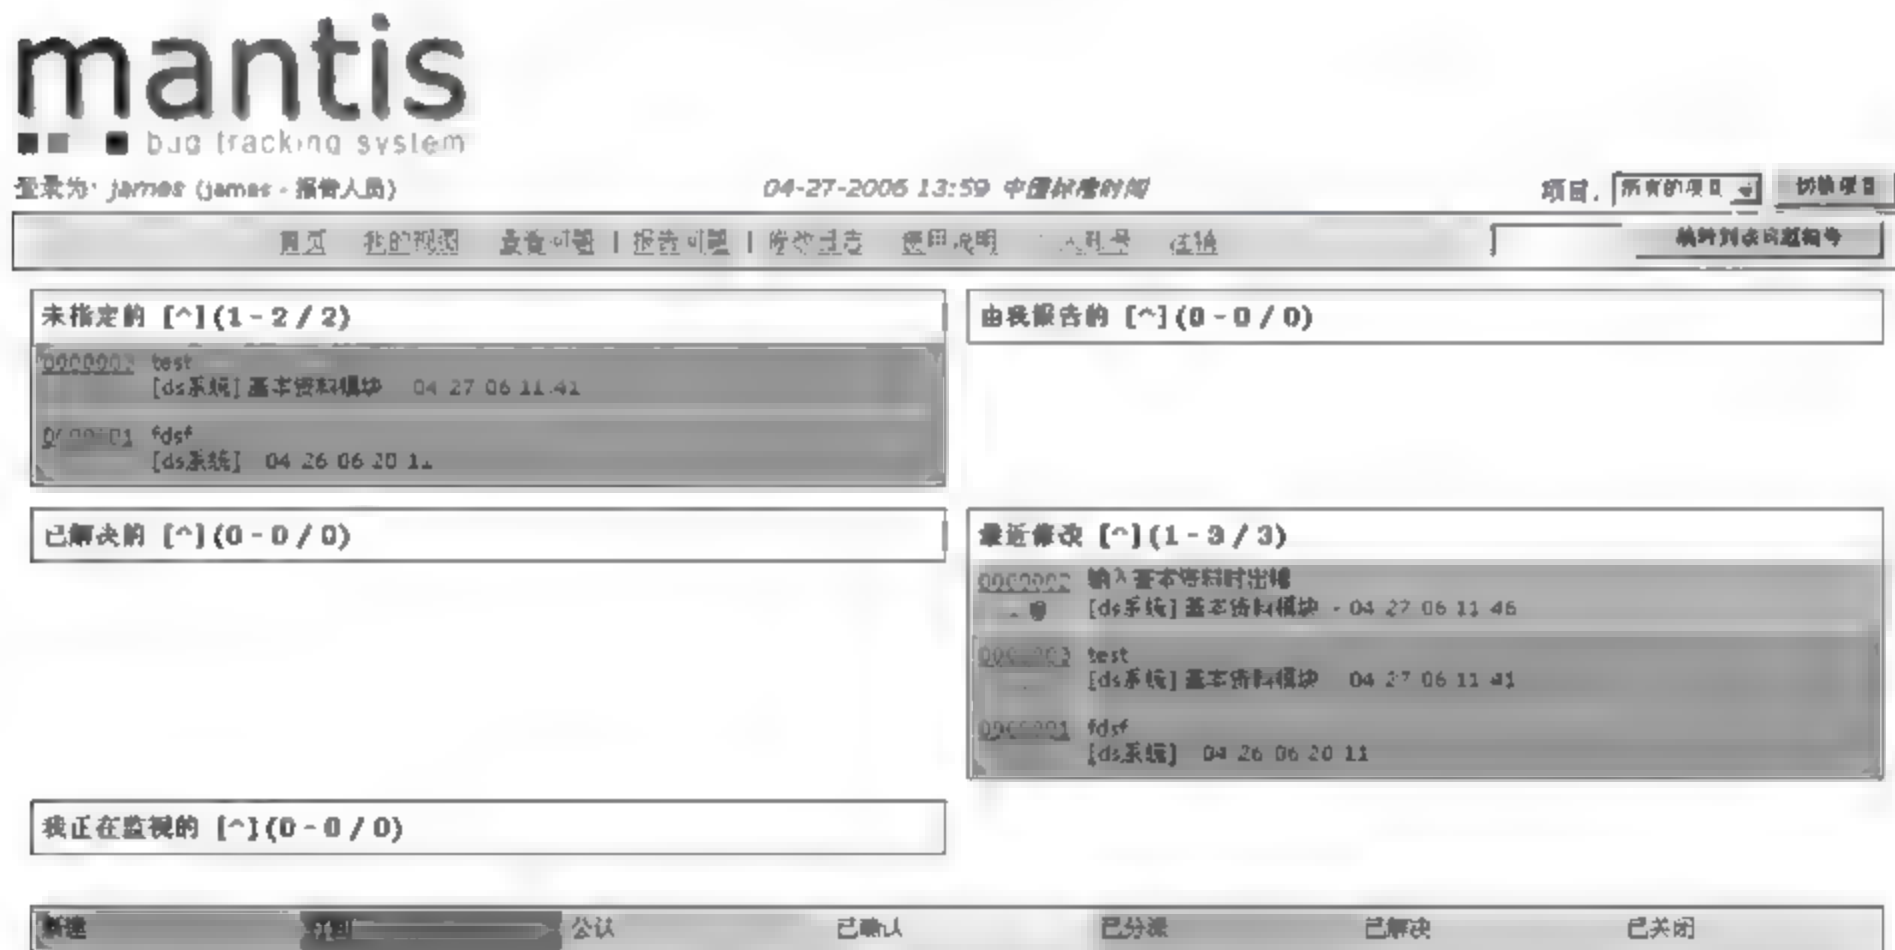 mantis
bug tracking system
登录为: james (james - 报告人员)
04-27-2006 13:59 中国标准时间
项目: 所有的项目 切换项目
首页 我的视图 查看问题 | 报告问题 | 修改日志 使用说明 个人账号 注销
未指定的 [^] (1 - 2 / 2)
0000003 test
[ds系统] 基本资料模块 04 27 06 11:41
0000001 fdsf
[ds系统] 04 26 06 20 11
由我报告的 [^] (0 - 0 / 0)
已解决的 [^] (0 - 0 / 0)
最近修改 [^] (1 - 3 / 3)
0000002 输入基本资料时出错
[ds系统] 基本资料模块 - 04 27 06 11 46
0000003 test
[ds系统] 基本资料模块 04 27 06 11 41
0000001 fdsf
[ds系统] 04 26 06 20 11
我正在监视的 [^] (0 - 0 / 0)
新建 公认 已确认 已分派 已解决 已关闭